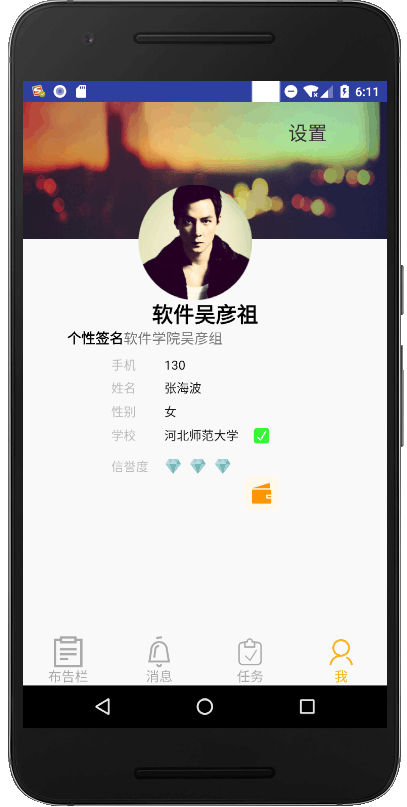 6:11
设置
软件吴彦祖
个性签名软件学院吴彦组
手机 130
姓名 张海波
性别 女
学校 河北师范大学
信誉度
布告栏 消息 任务 我